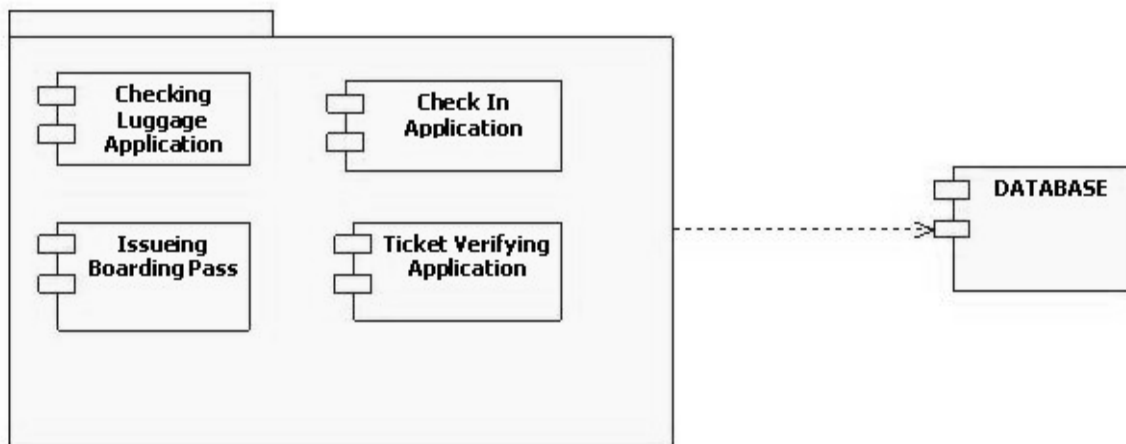 Checking
Luggage
Application
Check In
Application
Issueing
Boarding Pass
Ticket Verifying
Application
DATABASE